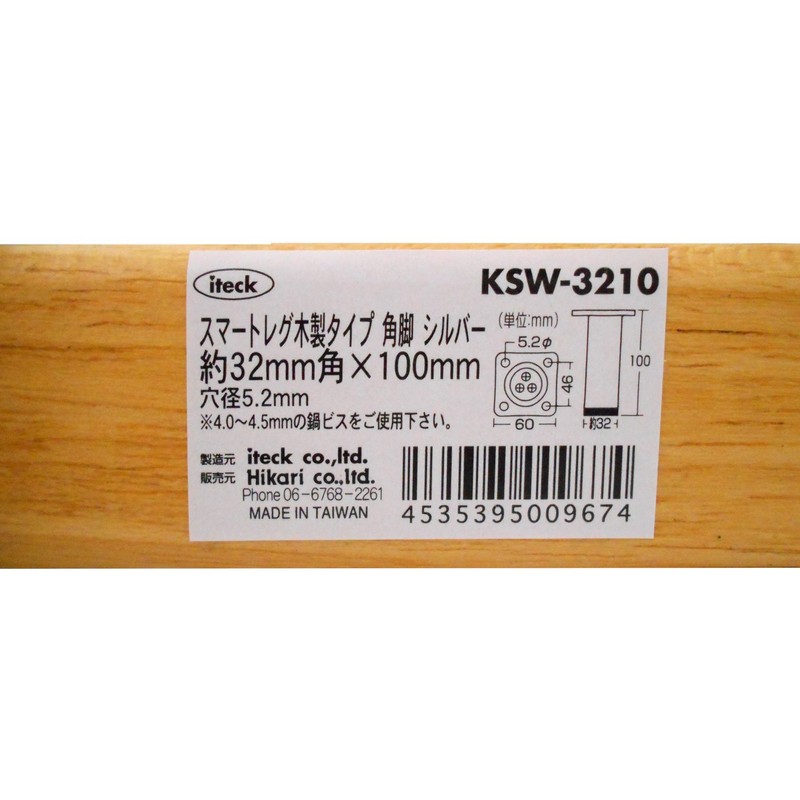 iteck
KSW-3210
スマートレグ木製タイプ 角脚 シルバー
約32mm角×100mm
穴径5.2mm
※4.0～4.5mmの鍋ビスをご使用下さい。
(単位:mm)
5.2φ
46
60
100
約32
製造元 iteck co.,ltd.
販売元 Hikari co.,ltd.
Phone 06-6768-2261
MADE IN TAIWAN
4535395009674